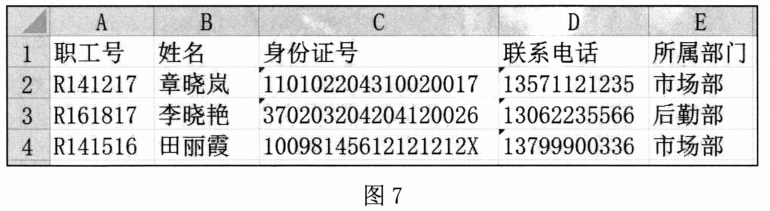 A B C D E
1 职工号 姓名 身份证号 联系电话 所属部门
2 R141217 章晓岚 110102204310020017 13571121235 市场部
3 R161817 李晓艳 370203204204120026 13062235566 后勤部
4 R141516 田丽霞 10098145612121212X 13799900336 市场部
图7